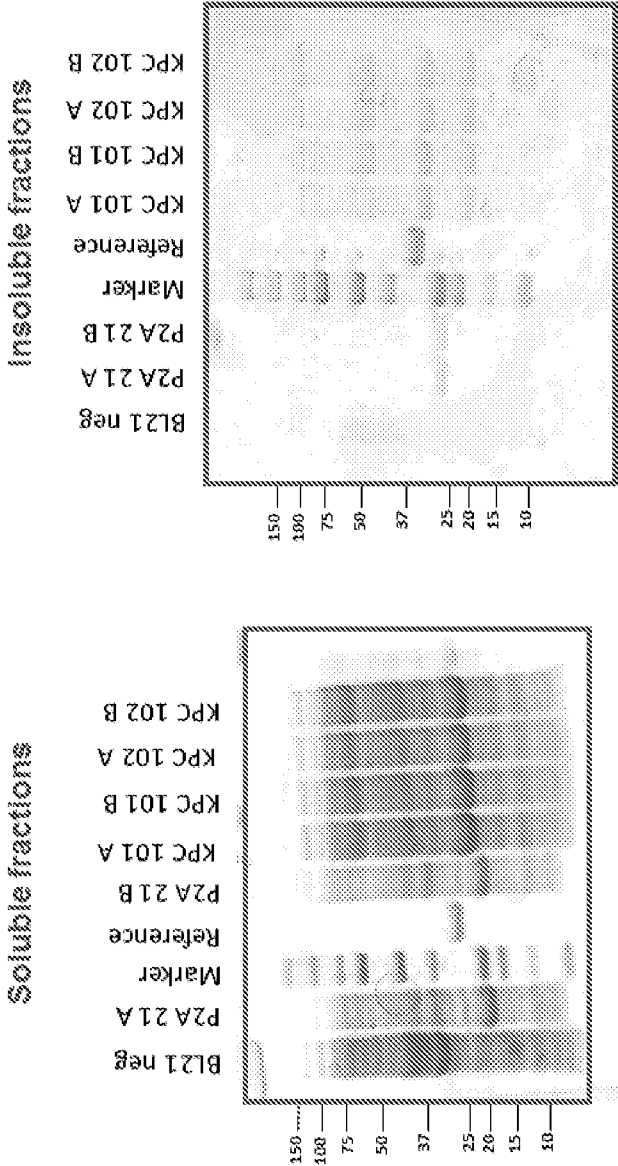 Insoluble fractions
BL21 neg
P2A 21 A
P2A 21 B
Marker
Reference
KPC 101 A
KPC 101 B
KPC 102 A
KPC 102 B
150
100
75
50
37
25
20
15
10
Soluble fractions
BL21 neg
P2A 21 A
Marker
Reference
P2A 21 B
KPC 101 A
KPC 101 B
KPC 102 A
KPC 102 B
150
100
75
50
37
25
20
15
10